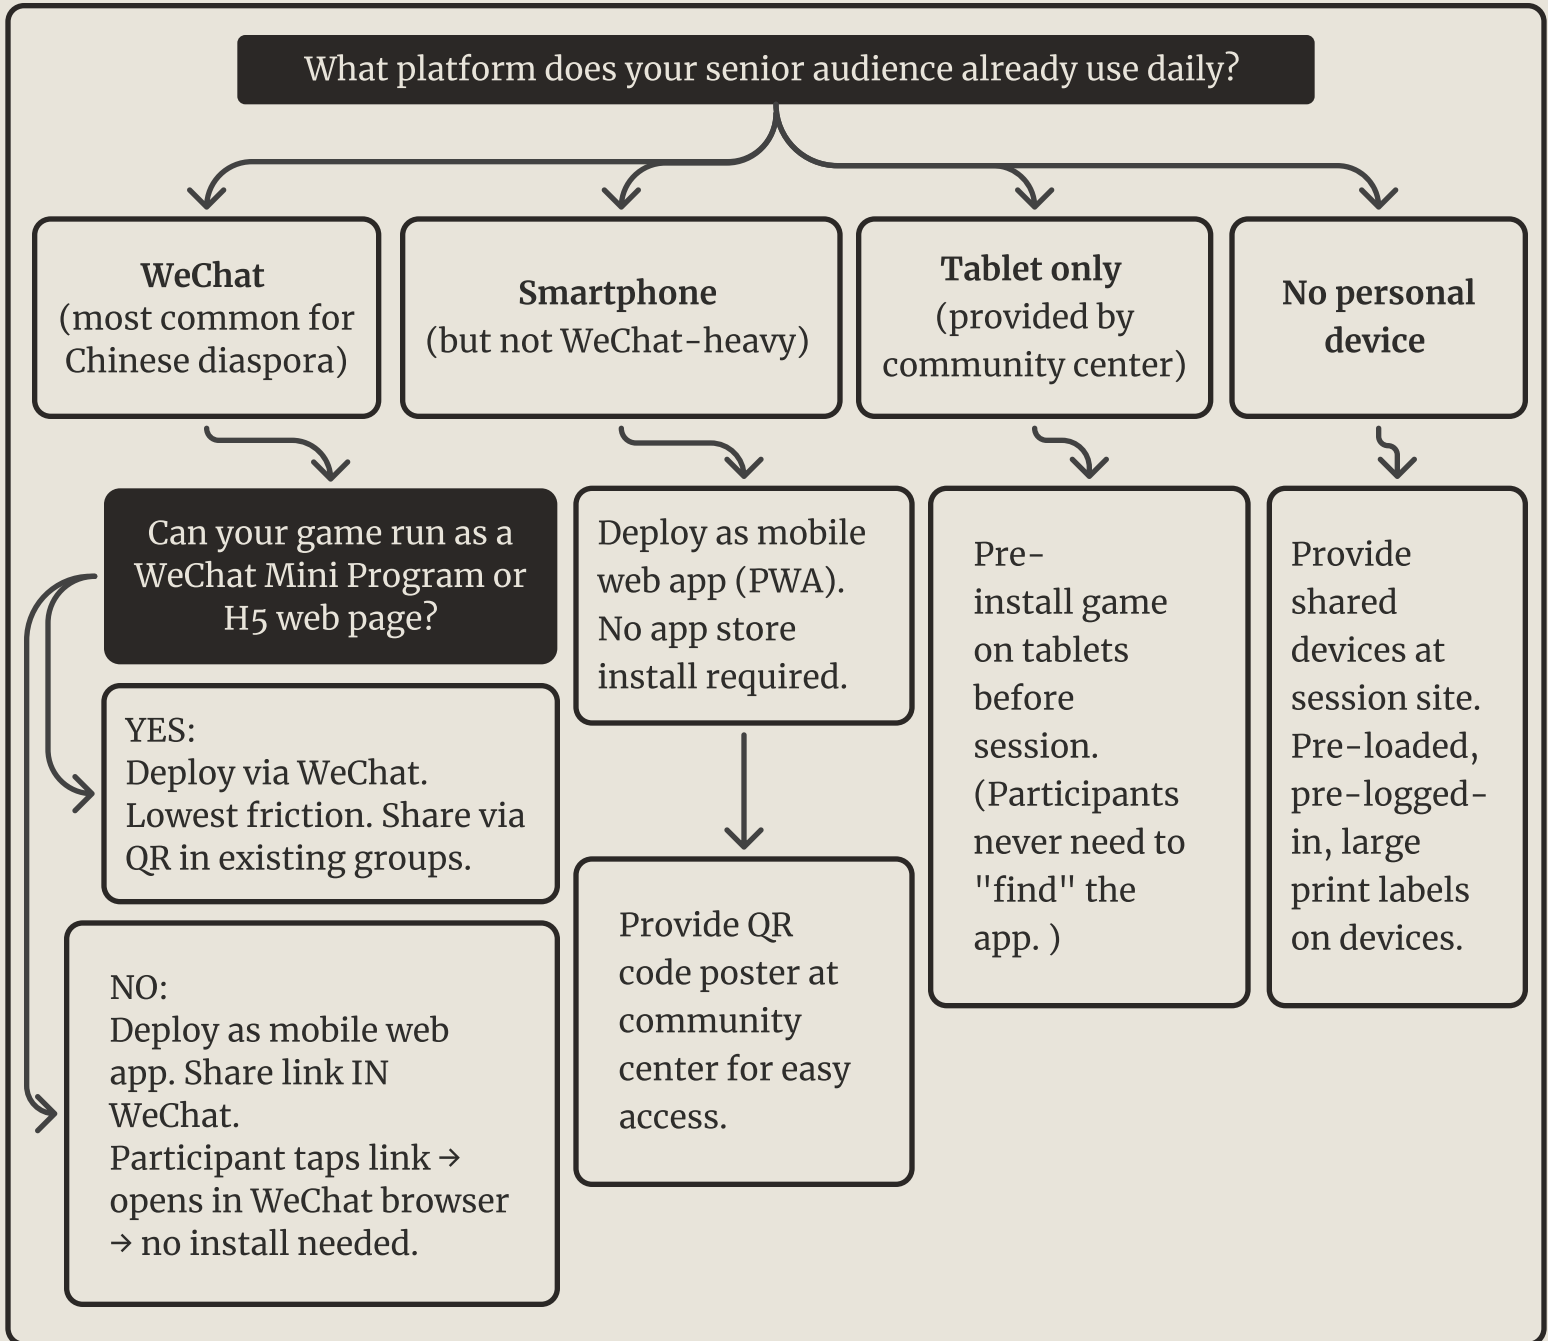 What platform does your senior audience already use daily?
WeChat
(most common for
Chinese diaspora)
Smartphone
(but not WeChat-heavy)
Tablet only
(provided by
community center)
No personal
device
Can your game run as a
WeChat Mini Program or
H5 web page?
YES:
Deploy via WeChat.
Lowest friction. Share via
QR in existing groups.
NO:
Deploy as mobile web
app. Share link IN
WeChat.
Participant taps link →
opens in WeChat browser
→ no install needed.
Deploy as mobile
web app (PWA).
No app store
install required.
Provide QR
code poster at
community
center for easy
access.
Pre-
install game
on tablets
before
session.
(Participants
never need to
"find" the
app. )
Provide
shared
devices at
session site.
Pre-loaded,
pre-logged-
in, large
print labels
on devices.